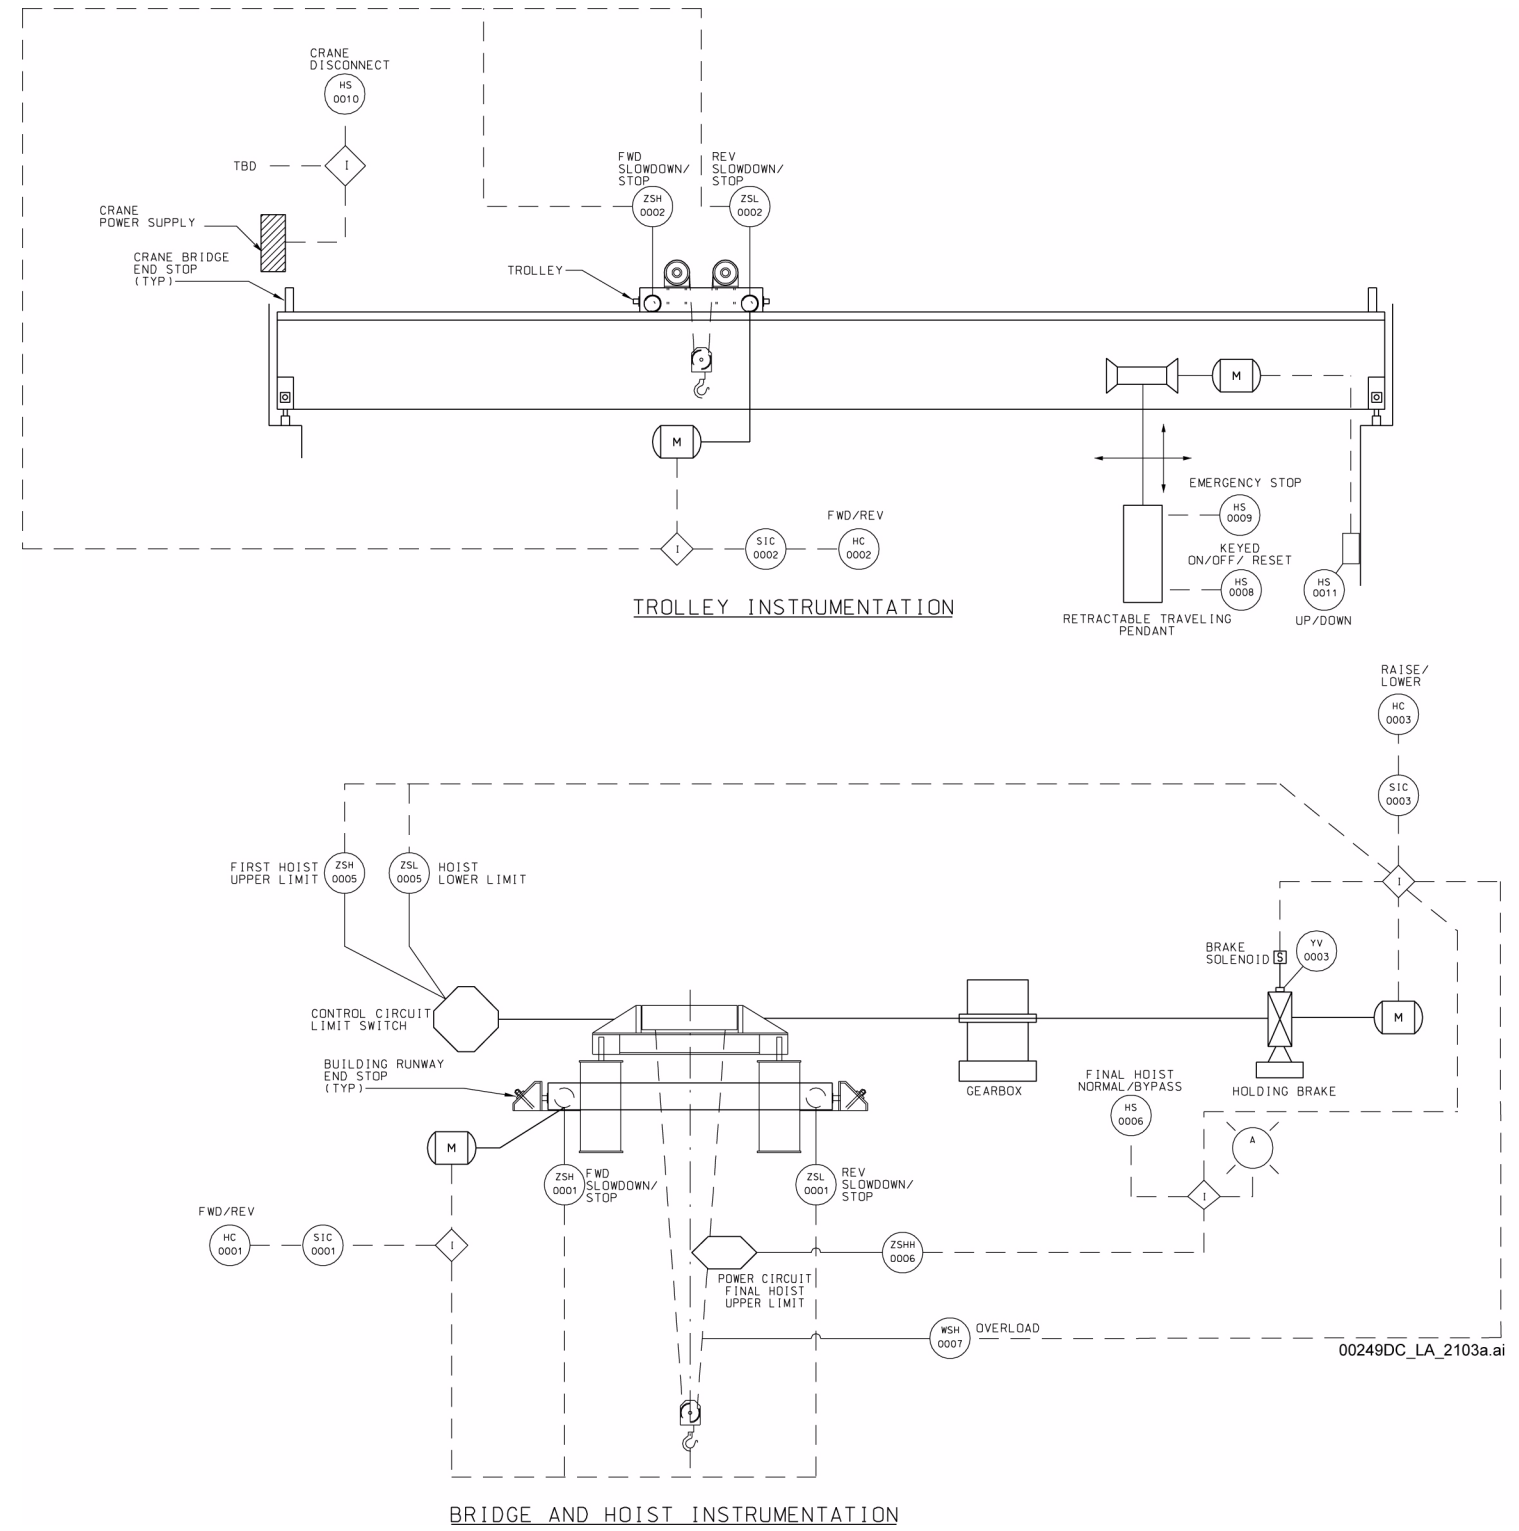 CRANE
DISCONNECT
HS
0010
TBD
I
CRANE
POWER SUPPLY
CRANE BRIDGE
END STOP
(TYP)
FWD
SLOWDOWN/
STOP
ZSH
0002
REV
SLOWDOWN/
STOP
ZSL
0002
TROLLEY
M
M
I
SIC
0002
FWD/REV
HC
0002
EMERGENCY STOP
HS
0009
KEYED
ON/OFF/ RESET
HS
0008
RETRACTABLE TRAVELING
PENDANT
HS
0011
UP/DOWN
TROLLEY INSTRUMENTATION
RAISE/
LOWER
HC
0003
SIC
0003
I
FIRST HOIST
UPPER LIMIT
ZSH
0005
ZSL
0005
HOIST
LOWER LIMIT
BRAKE
SOLENOID
S
YV
0003
M
CONTROL CIRCUIT
LIMIT SWITCH
BUILDING RUNWAY
END STOP
(TYP)
GEARBOX
HOLDING BRAKE
FINAL HOIST
NORMAL/BYPASS
HS
0006
A
I
M
ZSH
0001
FWD
SLOWDOWN/
STOP
ZSL
0001
REV
SLOWDOWN/
STOP
FWD/REV
HC
0001
SIC
0001
I
ZSHH
0006
POWER CIRCUIT
FINAL HOIST
UPPER LIMIT
WSH
0007
OVERLOAD
00249DC_LA_2103a.ai
BRIDGE AND HOIST INSTRUMENTATION